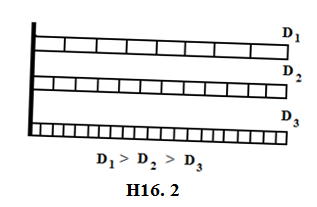 D₁
D₂
D₃
D₁ > D₂ > D₃
H16. 2